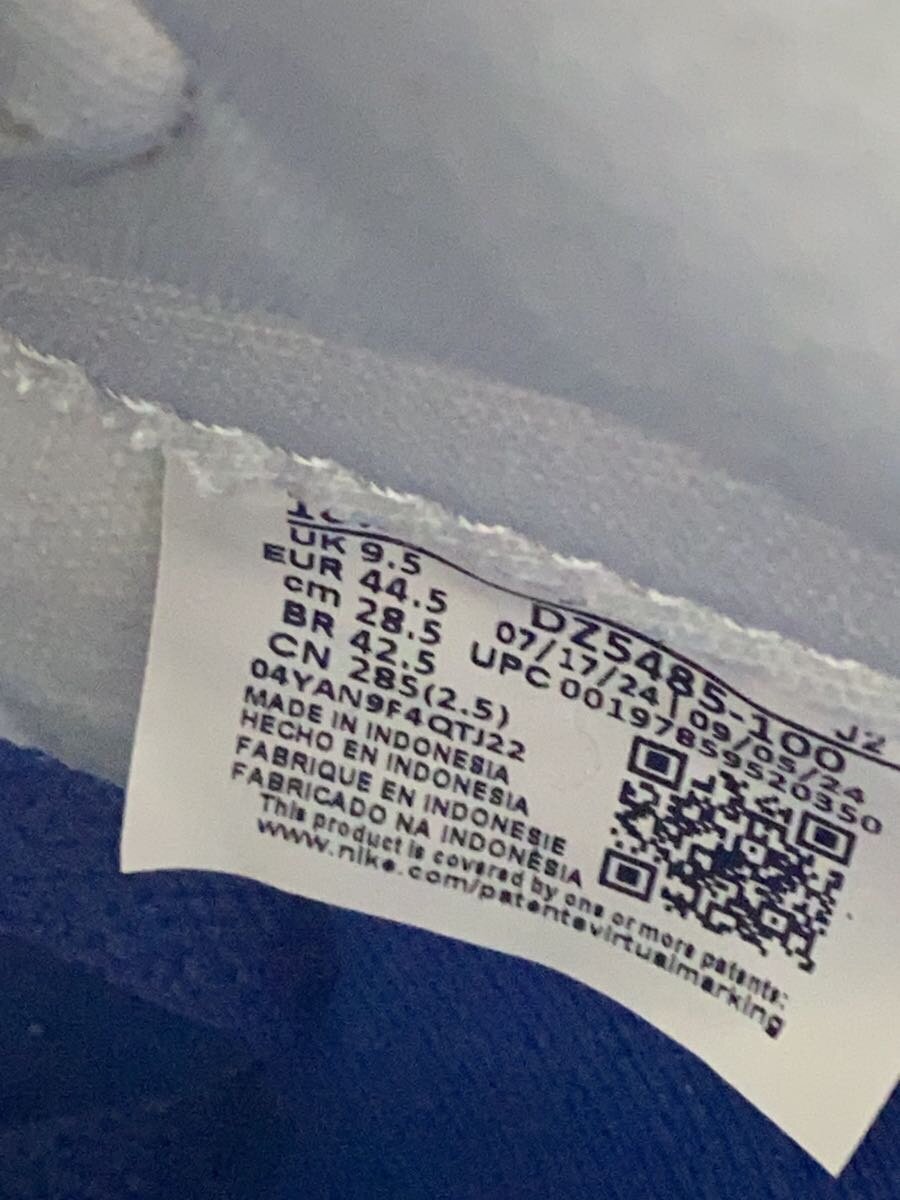 UK 9.5
EUR 44.5
cm 28.5
BR 42.5
CN 285(2.5)
04YAN9F4QTJ22
DZ5485-100 J2
07/17/24 | 09/05/24
UPC 00197859520350
MADE IN INDONESIA
HECHO EN INDONESIA
FABRIQUE EN INDONESIE
FABRICADO NA INDONÉSIA
This product is covered by one or more patents:
www.nike.com/patentsvirtualmarking